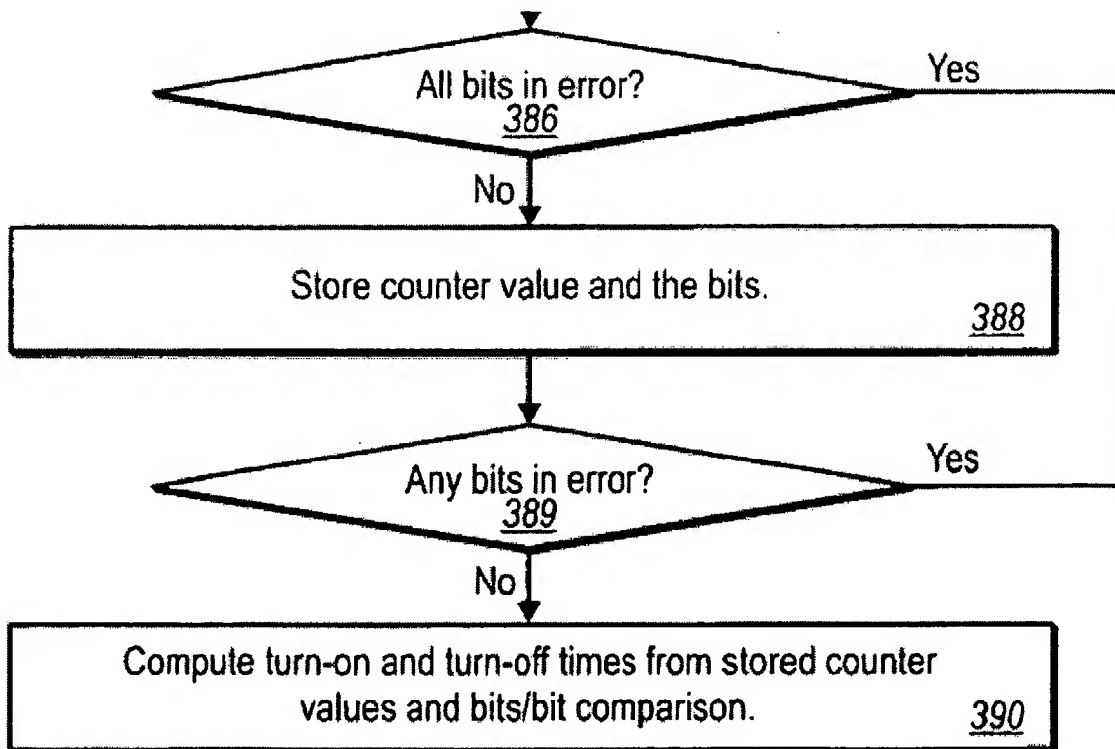 All bits in error?
Yes
386
No
Store counter value and the bits.
388
Any bits in error?
Yes
389
No
Compute turn-on and turn-off times from stored counter
values and bits/bit comparison.
390